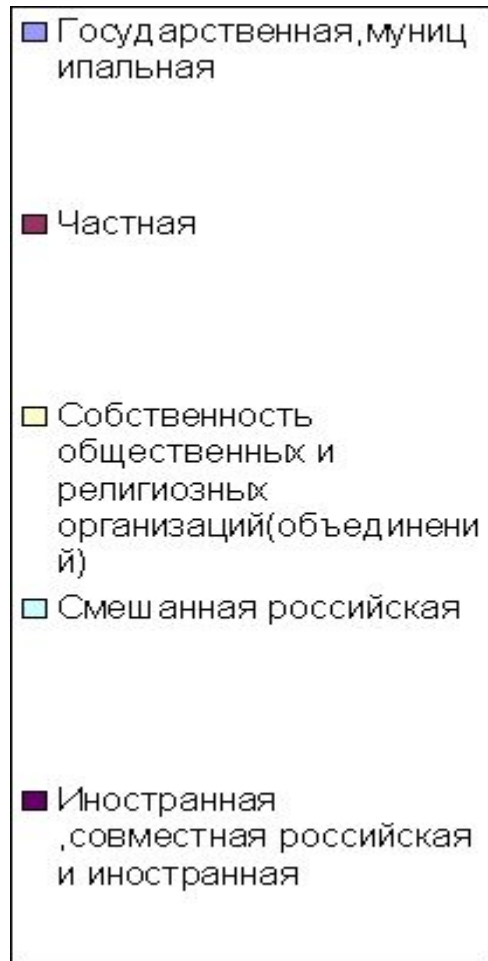 Государственная,муниц
ипальная
Частная
Собственность
общественных и
религиозных
организаций(объединени
й)
Смешанная российская
Иностранная
,совместная российская
и иностранная